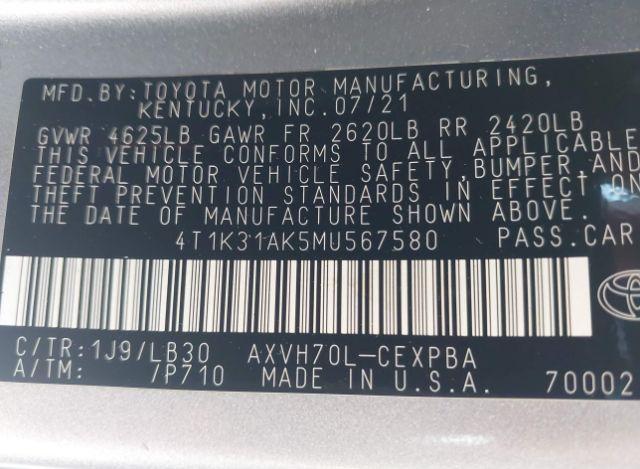 MFD.BY:TOYOTA MOTOR MANUFACTURING,
KENTUCKY,INC.07/21
GVWR 4625LB GAWR FR 2620LB RR 2420LB
THIS VEHICLE CONFORMS TO ALL APPLICABLE
FEDERAL MOTOR VEHICLE SAFETY,BUMPER,AND
THEFT PREVENTION STANDARDS IN EFFECT ON
THE DATE OF MANUFACTURE SHOWN ABOVE.
4T1K31AK5MU567580 PASS.CAR
C/TR:1J9/LB30 AXVH70L-CEXPBA
A/TM: /P710 MADE IN U.S.A. 70002